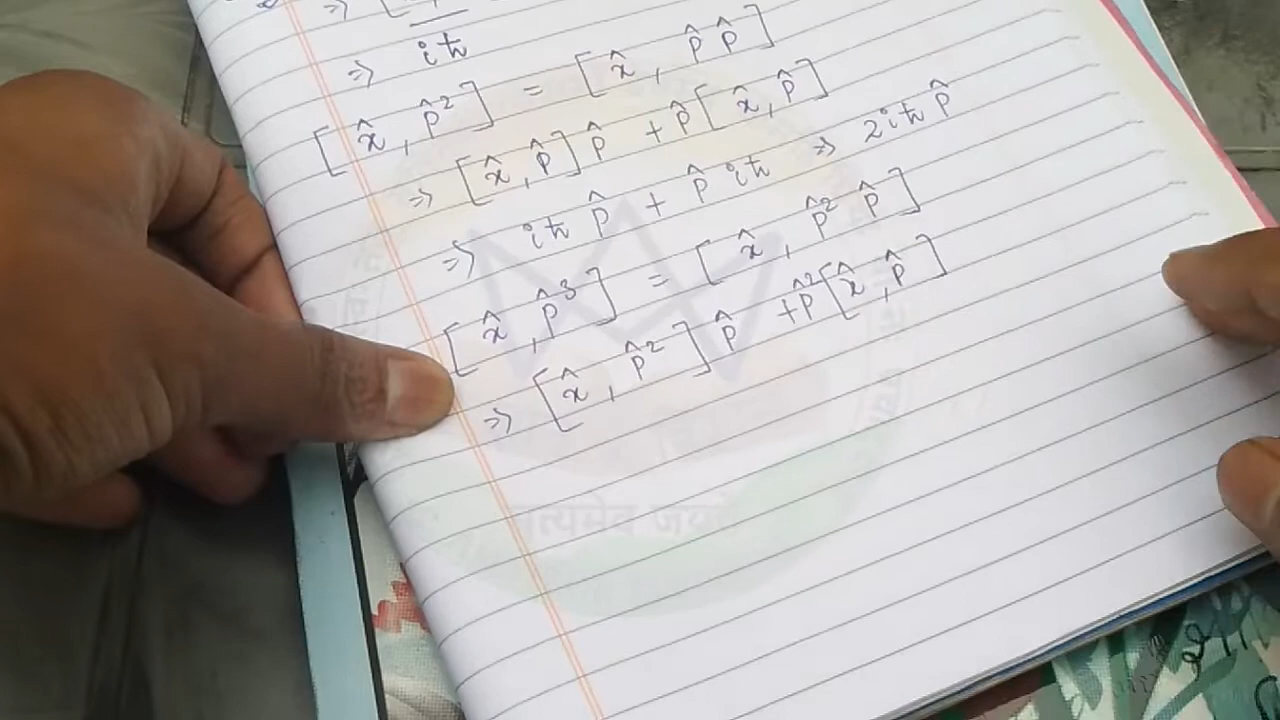 ⇒ iħ
[x̂, p̂²] = [x̂, p̂ p̂]
⇒ [x̂, p̂] p̂ + p̂ [x̂, p̂]
⇒ iħ p̂ + p̂ iħ ⇒ 2iħ p̂
[x̂, p̂³] = [x̂, p̂² p̂]
⇒ [x̂, p̂²] p̂ + p̂² [x̂, p̂]